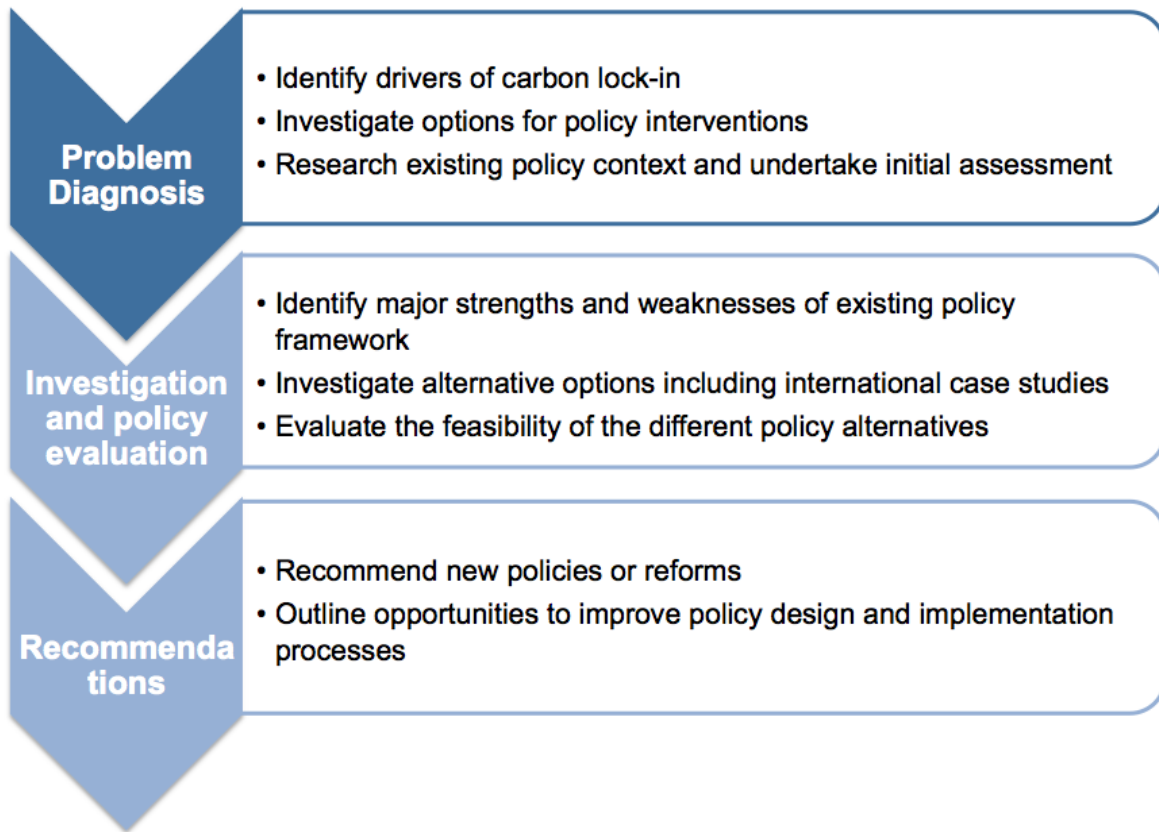 Problem
Diagnosis
• Identify drivers of carbon lock-in
• Investigate options for policy interventions
• Research existing policy context and undertake initial assessment
Investigation
and policy
evaluation
• Identify major strengths and weaknesses of existing policy
framework
• Investigate alternative options including international case studies
• Evaluate the feasibility of the different policy alternatives
Recommenda
tions
• Recommend new policies or reforms
• Outline opportunities to improve policy design and implementation
processes